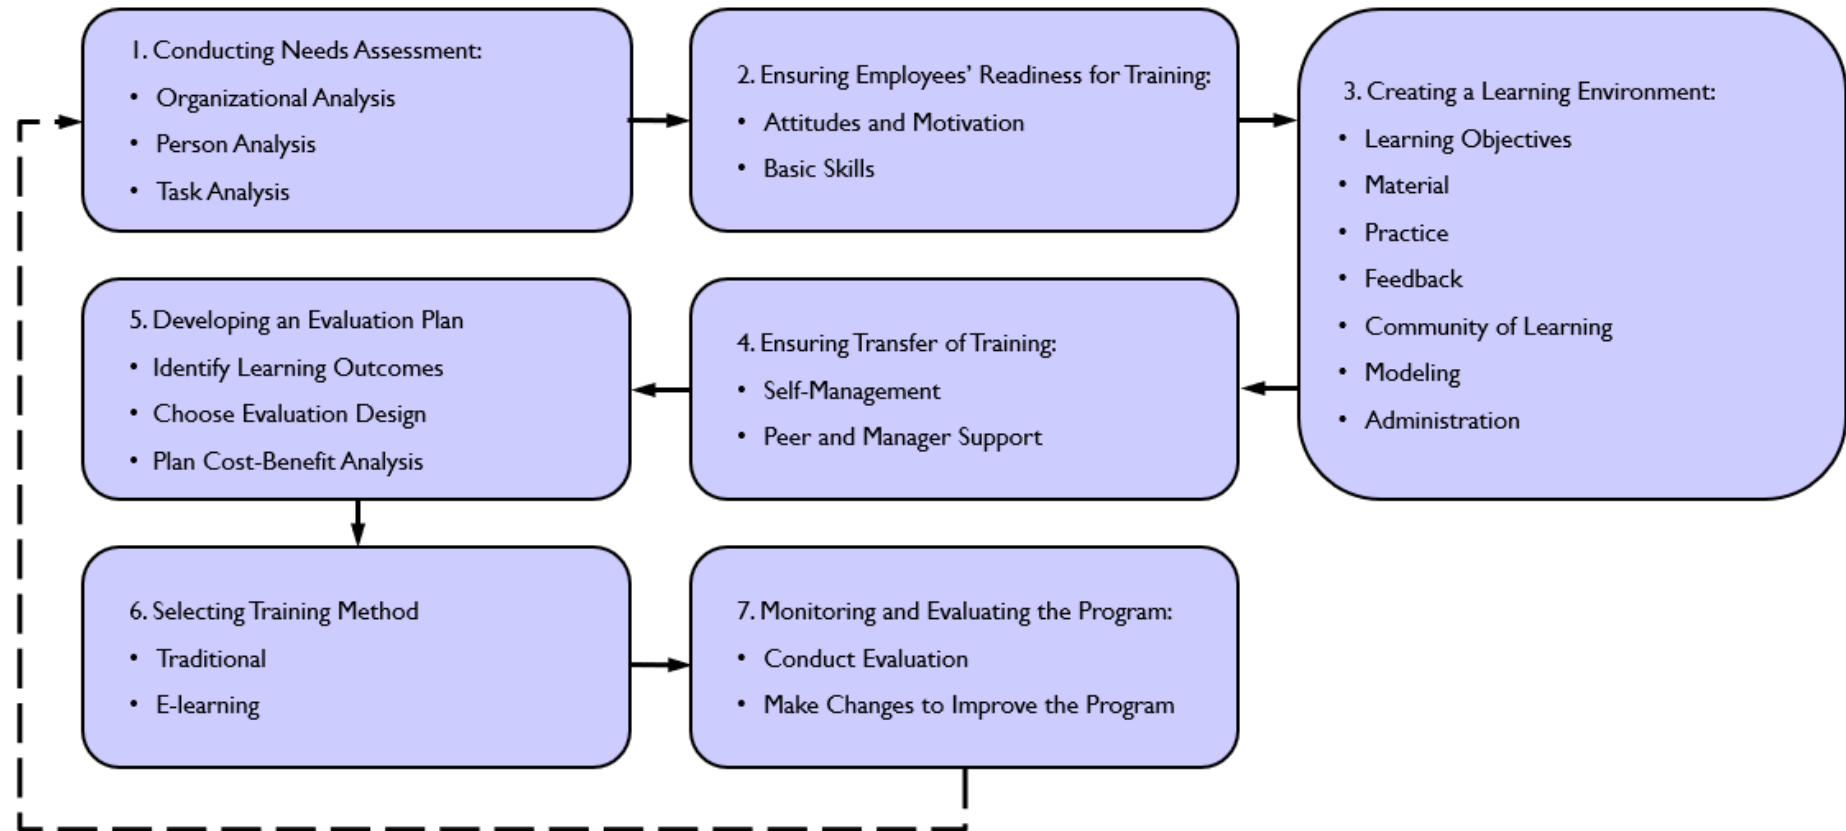 1. Conducting Needs Assessment:
• Organizational Analysis
• Person Analysis
• Task Analysis
2. Ensuring Employees’ Readiness for Training:
• Attitudes and Motivation
• Basic Skills
3. Creating a Learning Environment:
• Learning Objectives
• Material
• Practice
• Feedback
• Community of Learning
• Modeling
• Administration
4. Ensuring Transfer of Training:
• Self-Management
• Peer and Manager Support
5. Developing an Evaluation Plan
• Identify Learning Outcomes
• Choose Evaluation Design
• Plan Cost-Benefit Analysis
6. Selecting Training Method
• Traditional
• E-learning
7. Monitoring and Evaluating the Program:
• Conduct Evaluation
• Make Changes to Improve the Program